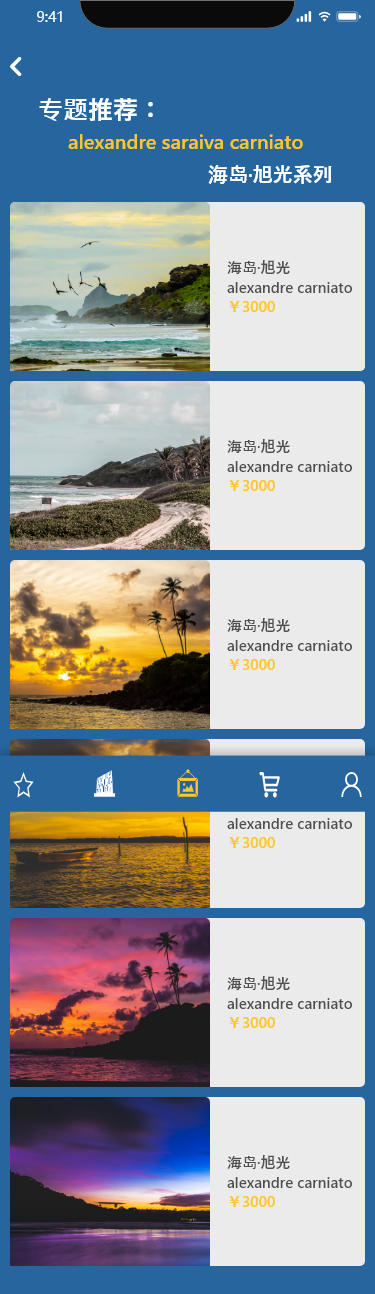 9:41
专题推荐：
alexandre saraiva carniato
海岛·旭光系列
海岛·旭光
alexandre carniato
￥3000
海岛·旭光
alexandre carniato
￥3000
海岛·旭光
alexandre carniato
￥3000
alexandre carniato
￥3000
海岛·旭光
alexandre carniato
￥3000
海岛·旭光
alexandre carniato
￥3000